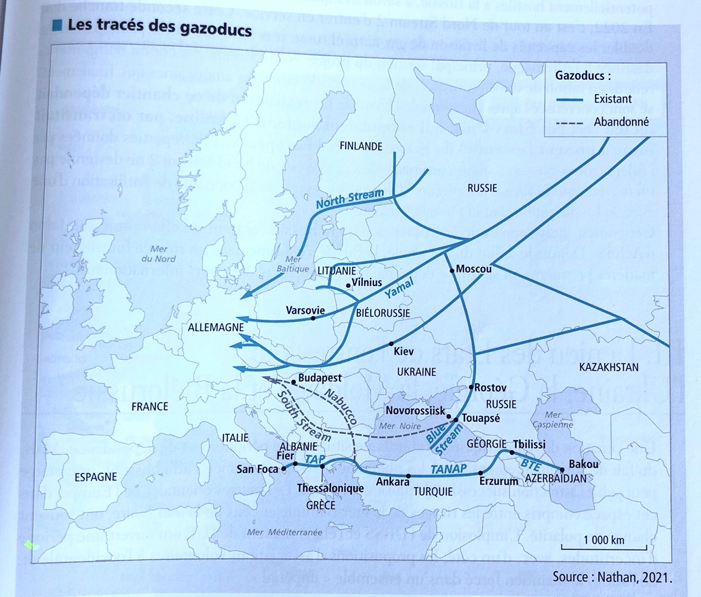 Les tracés des gazoducs
Gazoducs :
Existant
Abandonné
FINLANDE
RUSSIE
North Stream
Mer
du Nord
Mer
Baltique
LITUANIE
Vilnius
Moscou
Yamal
Varsovie
BIÉLORUSSIE
ALLEMAGNE
Kiev
UKRAINE
KAZAKHSTAN
Budapest
Nabucco
South Stream
Rostov
RUSSIE
FRANCE
Novorossiisk
Touapsé
Mer Noire
Mer
Caspienne
Blue
Stream
ITALIE
ALBANIE
GÉORGIE
Tbilissi
Fier
TAP
San Foca
BTE
Bakou
ESPAGNE
TANAP
AZERBAÏDJAN
Thessalonique
Ankara
Erzurum
TURQUIE
GRÈCE
Mer Méditerranée
1 000 km
Source : Nathan, 2021.